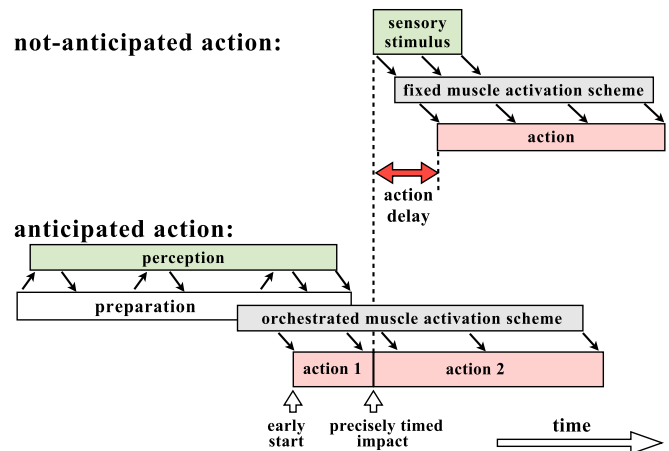 not-anticipated action:
sensory
stimulus
fixed muscle activation scheme
action
action
delay
anticipated action:
perception
preparation
orchestrated muscle activation scheme
action 1
action 2
early
start
precisely timed
impact
time